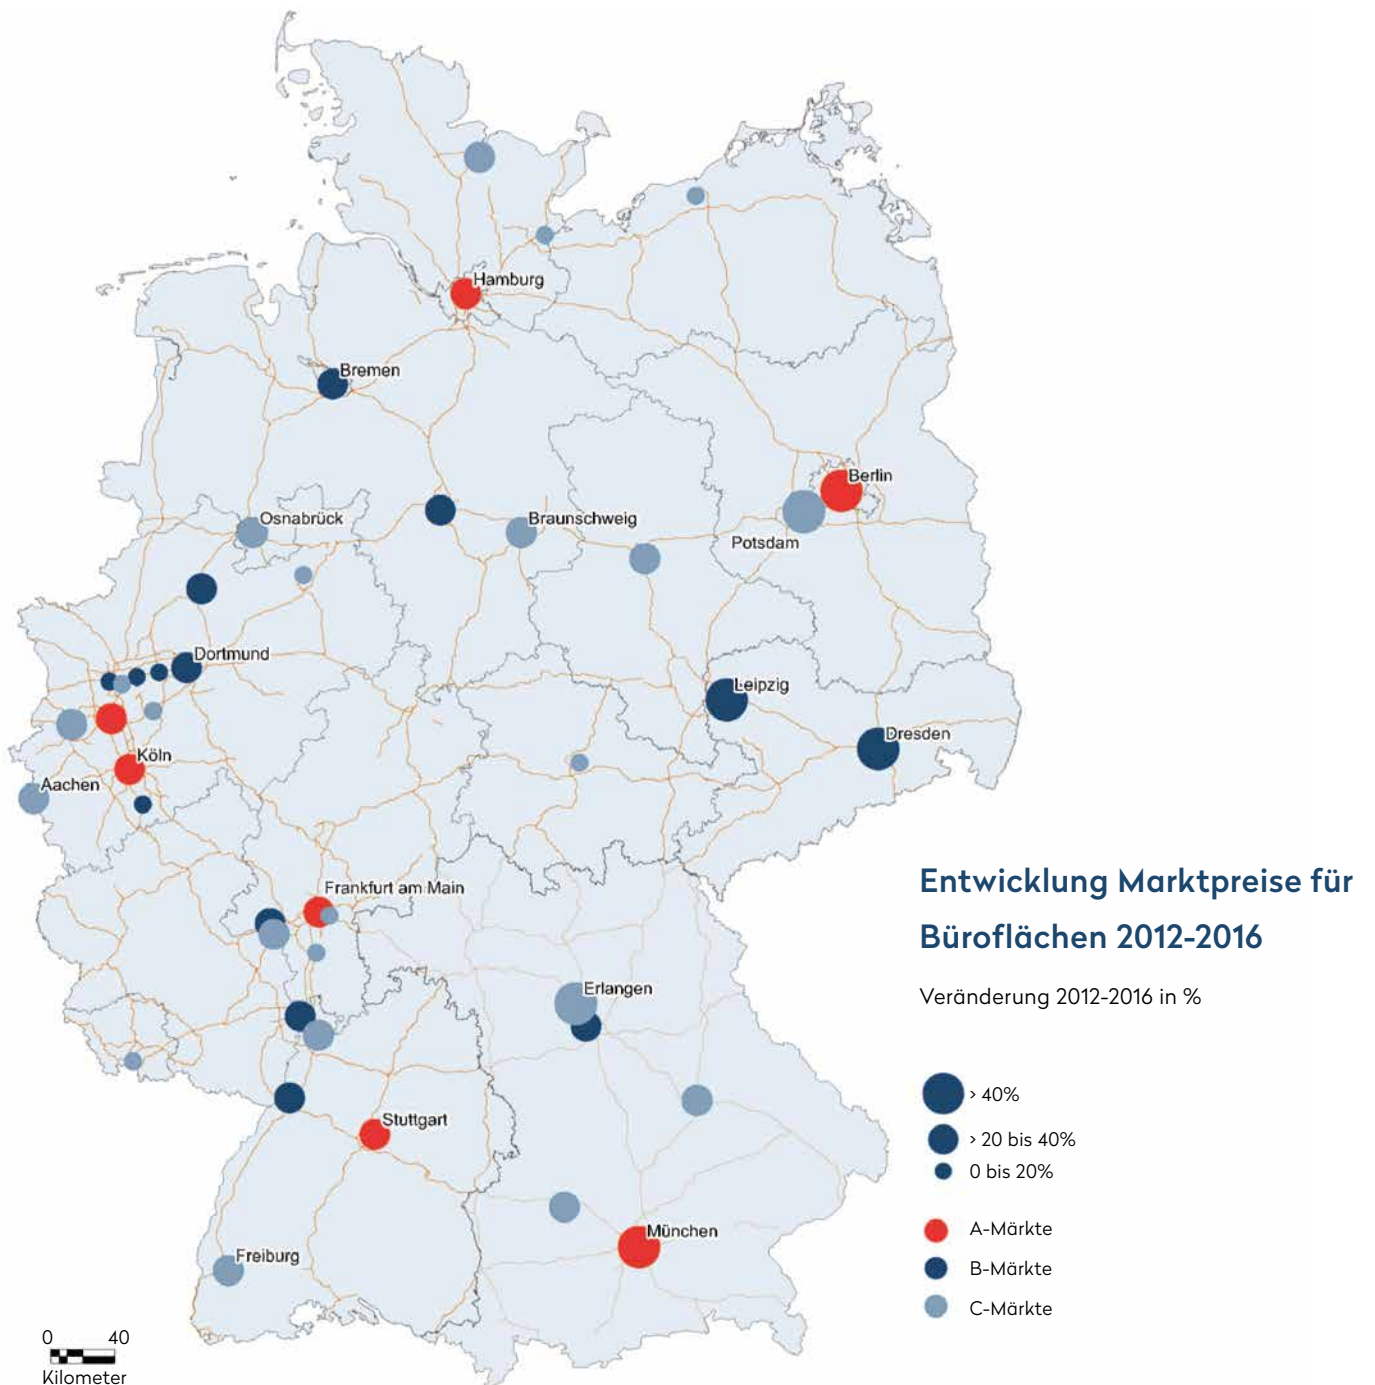 Hamburg
Bremen
Berlin
Osnabrück
Braunschweig
Potsdam
Dortmund
Leipzig
Dresden
Köln
Aachen
Frankfurt am Main
Erlangen
Stuttgart
München
Freiburg
Entwicklung Marktpreise für
Büroflächen 2012-2016
Veränderung 2012-2016 in %
> 40%
> 20 bis 40%
0 bis 20%
A-Märkte
B-Märkte
C-Märkte
0 40
Kilometer